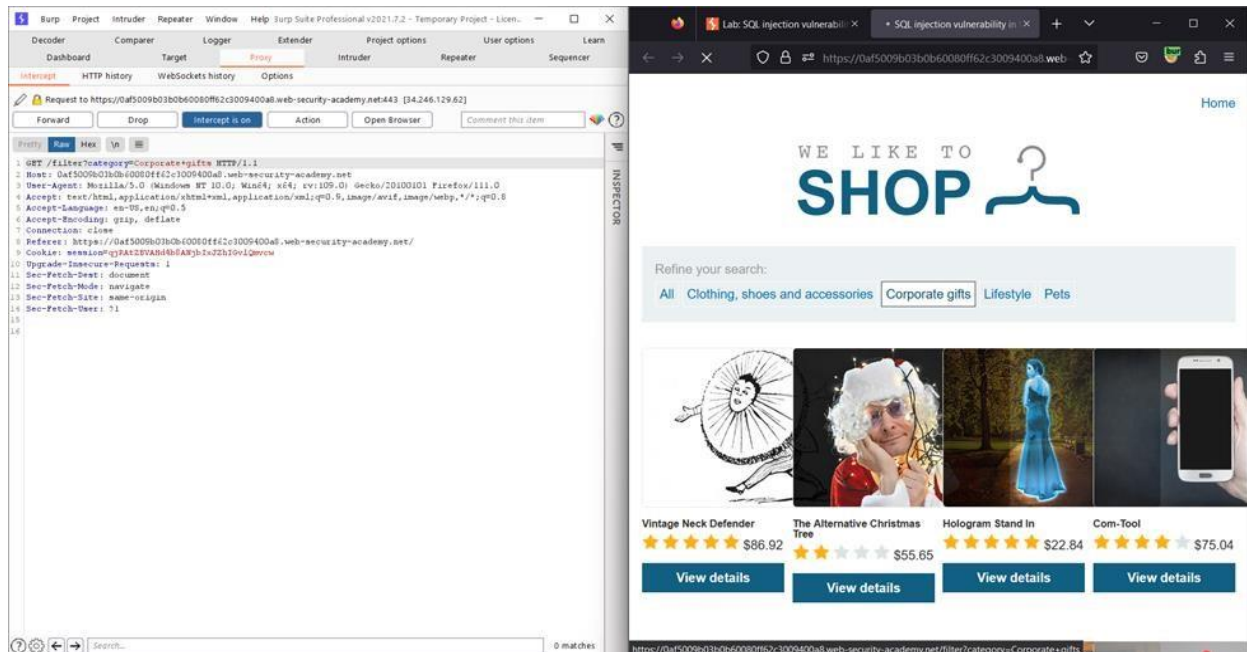 Burp Project Intruder Repeater Window Help Burp Suite Professional v2021.7.2 - Temporary Project - Licen..
Decoder Comparer Logger Extender Project options User options Learn
Dashboard Target Proxy Intruder Repeater Sequencer
Intercept HTTP history WebSockets history Options
Request to https://0af5009b03b0b60080ff62c3009400a8.web-security-academy.net:443 [34.246.129.62]
Forward Drop Intercept is on Action Open Browser Comment this item
Pretty Raw Hex \n
INSPECTOR
1 GET /filter?category=Corporate+gifts HTTP/1.1
2 Host: 0af5009b03b0b60080ff62c3009400a8.web-security-academy.net
3 User-Agent: Mozilla/5.0 (Windows NT 10.0; Win64; x64; rv:109.0) Gecko/20100101 Firefox/111.0
4 Accept: text/html,application/xhtml+xml,application/xml;q=0.9,image/avif,image/webp,*/*;q=0.8
5 Accept-Language: en-US,en;q=0.5
6 Accept-Encoding: gzip, deflate
7 Connection: close
8 Referer: https://0af5009b03b0b60080ff62c3009400a8.web-security-academy.net/
9 Cookie:
10 Upgrade-Insecure-Requests: 1
11 Sec-Fetch-Dest: document
12 Sec-Fetch-Mode: navigate
13 Sec-Fetch-Site: same-origin
14 Sec-Fetch-User: ?1
15
16
Search... 0 matches
Lab: SQL injection vulnerabili SQL injection vulnerability in
https://0af5009b03b0b60080ff62c3009400a8.web-
Home
WE LIKE TO
SHOP
Refine your search:
All Clothing, shoes and accessories Corporate gifts Lifestyle Pets
Vintage Neck Defender
$86.92
View details
The Alternative Christmas
Tree
$55.65
View details
Hologram Stand In
$22.84
View details
Com-Tool
$75.04
View details
https://0af5009b03b0b60080ff62c3009400a8.web-security-academy.net/filter?category=Corporate+gifts